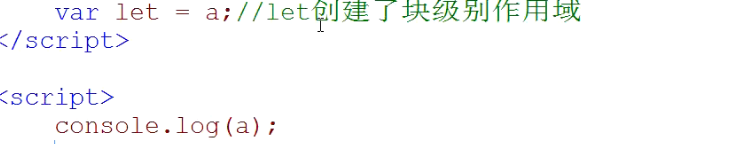 var let = a;//let创建了块级别作用域
</script>
<script>
console.log(a);